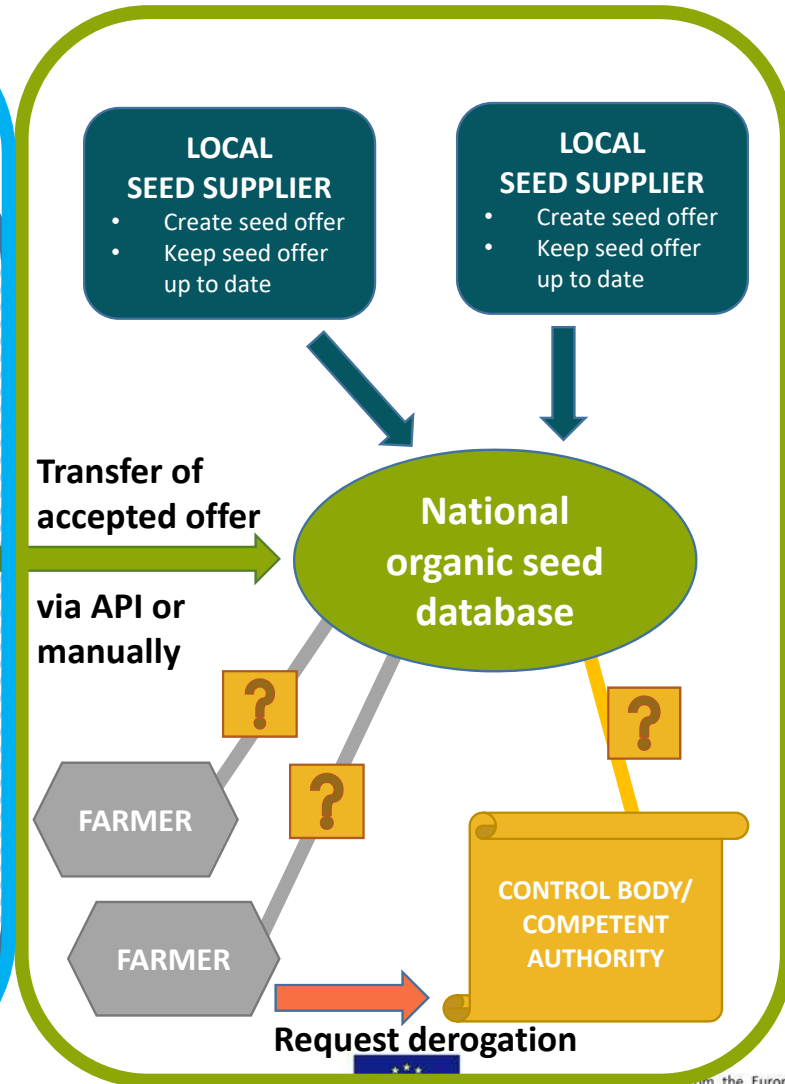 LOCAL
SEED SUPPLIER
• Create seed offer
• Keep seed offer
up to date
LOCAL
SEED SUPPLIER
• Create seed offer
• Keep seed offer
up to date
Transfer of
accepted offer
via API or
manually
National
organic seed
database
?
?
?
FARMER
FARMER
CONTROL BODY/
COMPETENT
AUTHORITY
Request derogation
the Europ